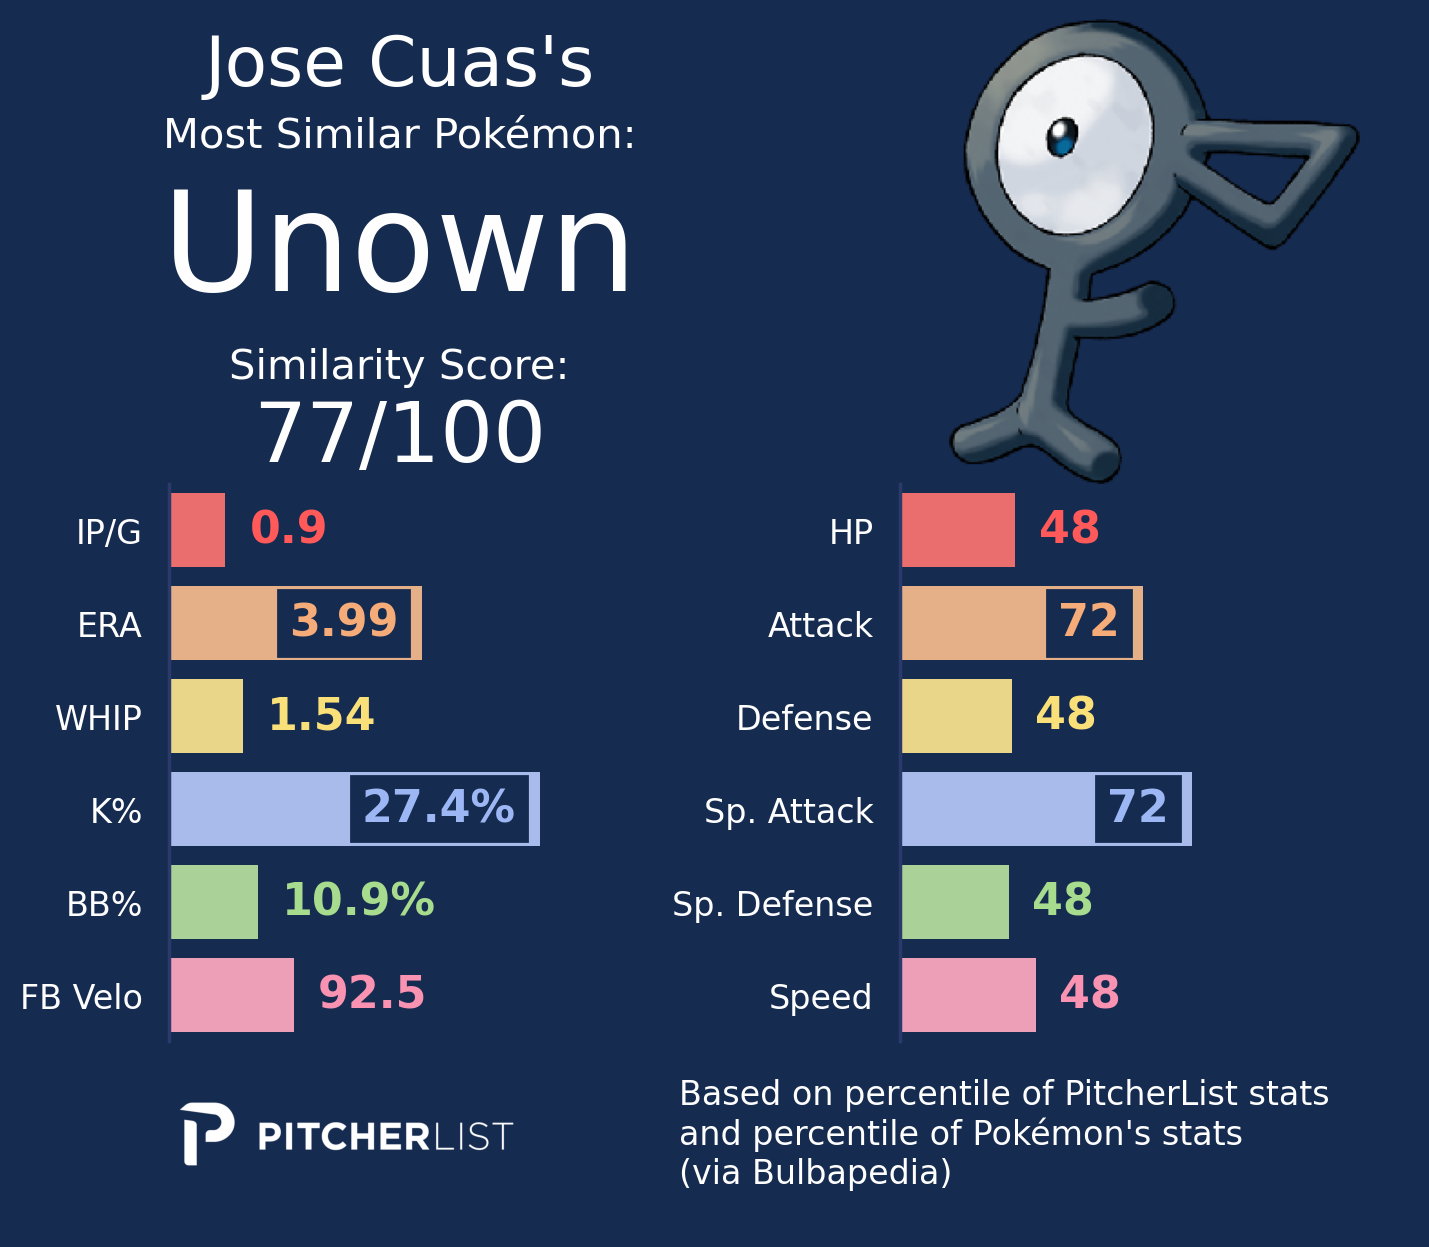 Jose Cuas's
Most Similar Pokémon:
Unown
Similarity Score:
77/100
IP/G 0.9
ERA 3.99
WHIP 1.54
K% 27.4%
BB% 10.9%
FB Velo 92.5
HP 48
Attack 72
Defense 48
Sp. Attack 72
Sp. Defense 48
Speed 48
PITCHERLIST
Based on percentile of PitcherList stats
and percentile of Pokémon's stats
(via Bulbapedia)